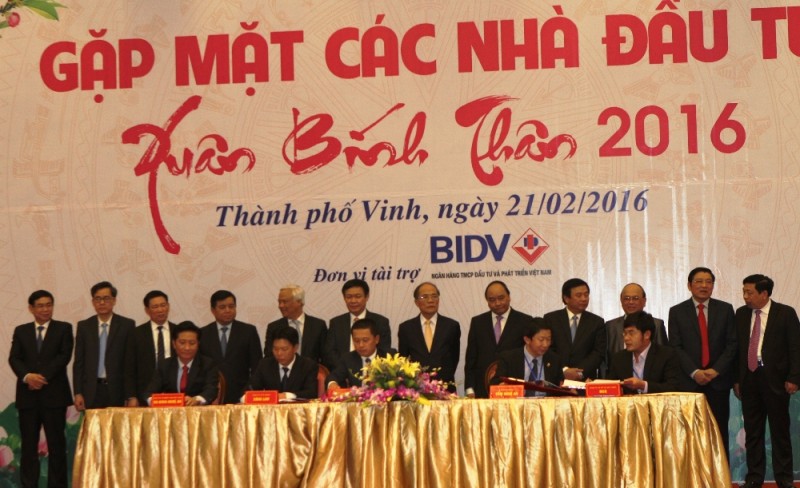 GẶP MẶT CÁC NHÀ ĐẦU TƯ
Xuân Bính Thân 2016
Thành phố Vinh, ngày 21/02/2016
Đơn vị tài trợ
BIDV
NGÂN HÀNG TMCP ĐẦU TƯ VÀ PHÁT TRIỂN VIỆT NAM